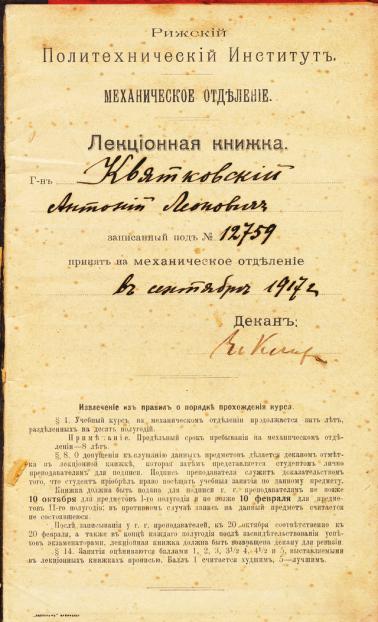 Рижскій
Политехническій Институтъ.
МЕХАНИЧЕСКОЕ ОТДѢЛЕНІЕ.
Лекціонная книжка.
Г-нъ Квятковскій
Антоній Леонович
записанный подъ № 12759
принятъ на механическое отдѣленіе
въ сентябрѣ 1917 г
Деканъ:
Извлеченіе изъ правилъ о порядкѣ прохожденія курса.
§ 1. Учебный курсъ на механическомъ отдѣленіи продолжается пять лѣтъ,
раздѣленныхъ на десять полугодій.
Примѣчаніе. Предѣльный срокъ пребыванія на механическомъ отдѣ-
леніи—8 лѣтъ.
§ 8. О допущеніи къ слушанію данныхъ предметовъ дѣлается деканомъ отмѣт-
ка въ лекціонной книжкѣ, которая затѣмъ представляется студентомъ лично
преподавателямъ для подписи. Подпись преподавателя служитъ доказательствомъ
того, что студентъ пріобрѣлъ право посѣщать учебныя занятія по данному предмету.
Книжка должна быть подана для подписи г. г. преподавателямъ не позже
10 октября для предметовъ I-го полугодія и не позже 10 февраля для предме-
товъ II-го полугодія; въ противномъ случаѣ запись на данный предметъ считается
не состоявшеюся.
Послѣ записыванія у г. г. преподавателей, къ 20 октября соотвѣтственно къ
20 февраля, а также въ концѣ каждаго полугодія послѣ засвидѣтельствованія успѣ-
ховъ экзаменаторами, лекціонная книжка должна быть возвращена декану для ревизіи.
§ 14. Занятія оцѣниваются баллами 1, 2, 3, 3½, 4, 4½ и 5, выставляемыми
въ лекціонныхъ книжкахъ прописью. Баллъ 1 считается худшимъ, 5—лучшимъ.